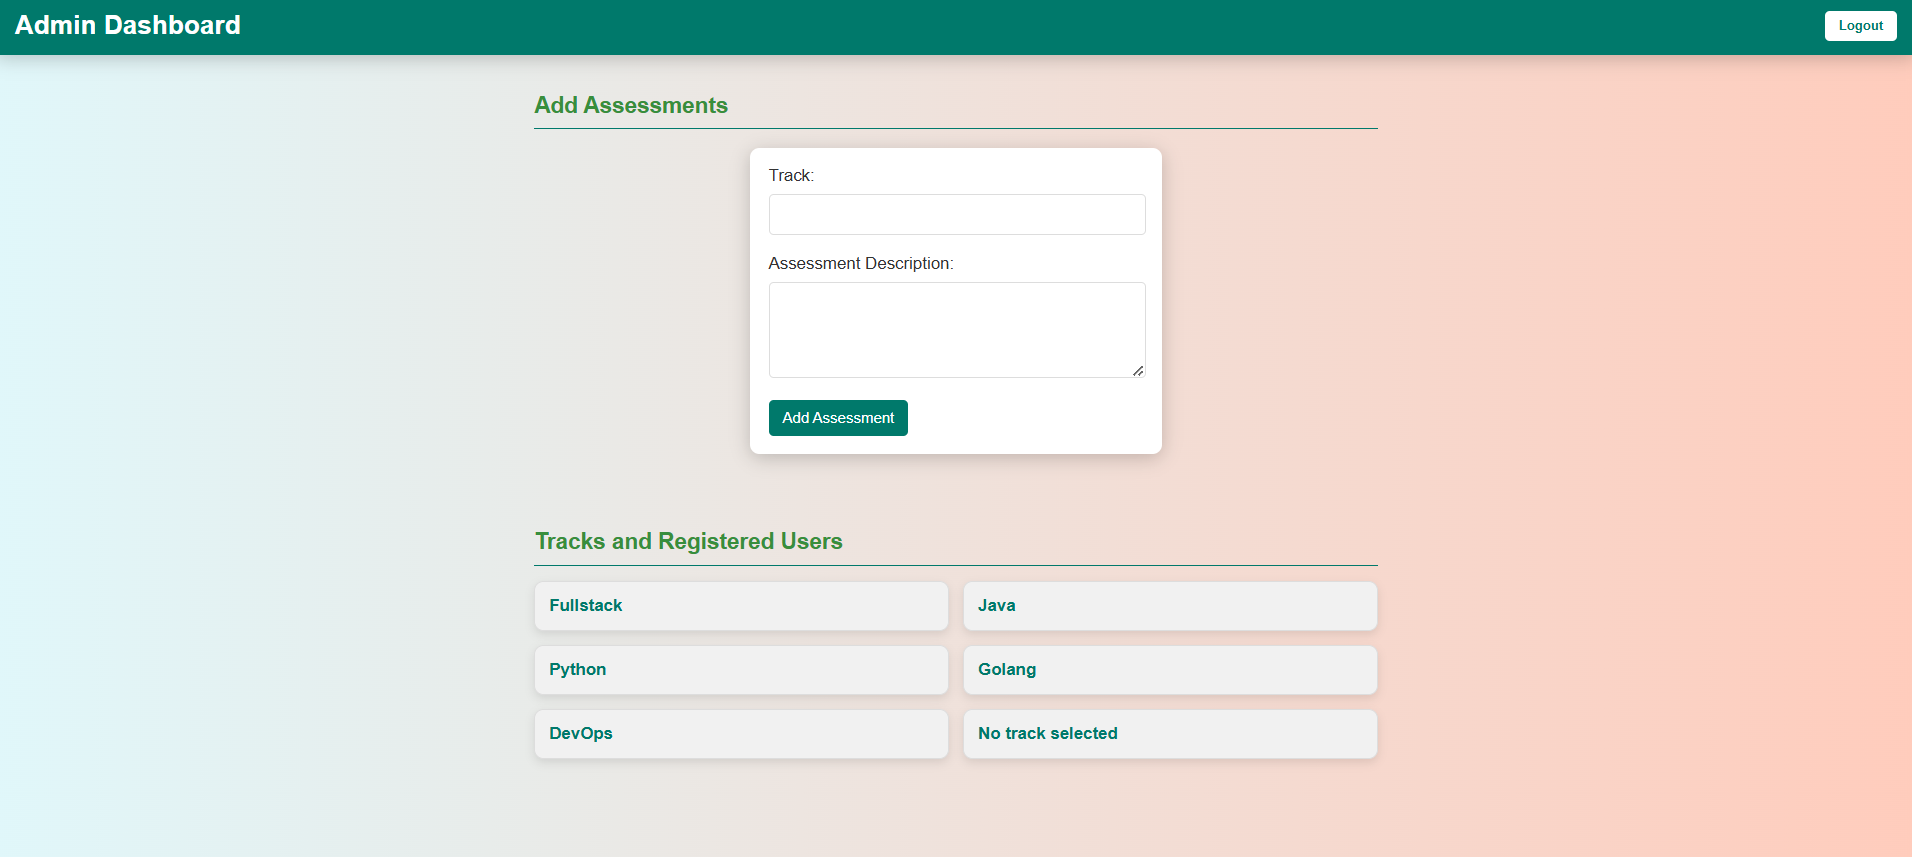 Admin Dashboard
Logout
Add Assessments
Track:
Assessment Description:
Add Assessment
Tracks and Registered Users
Fullstack
Java
Python
Golang
DevOps
No track selected